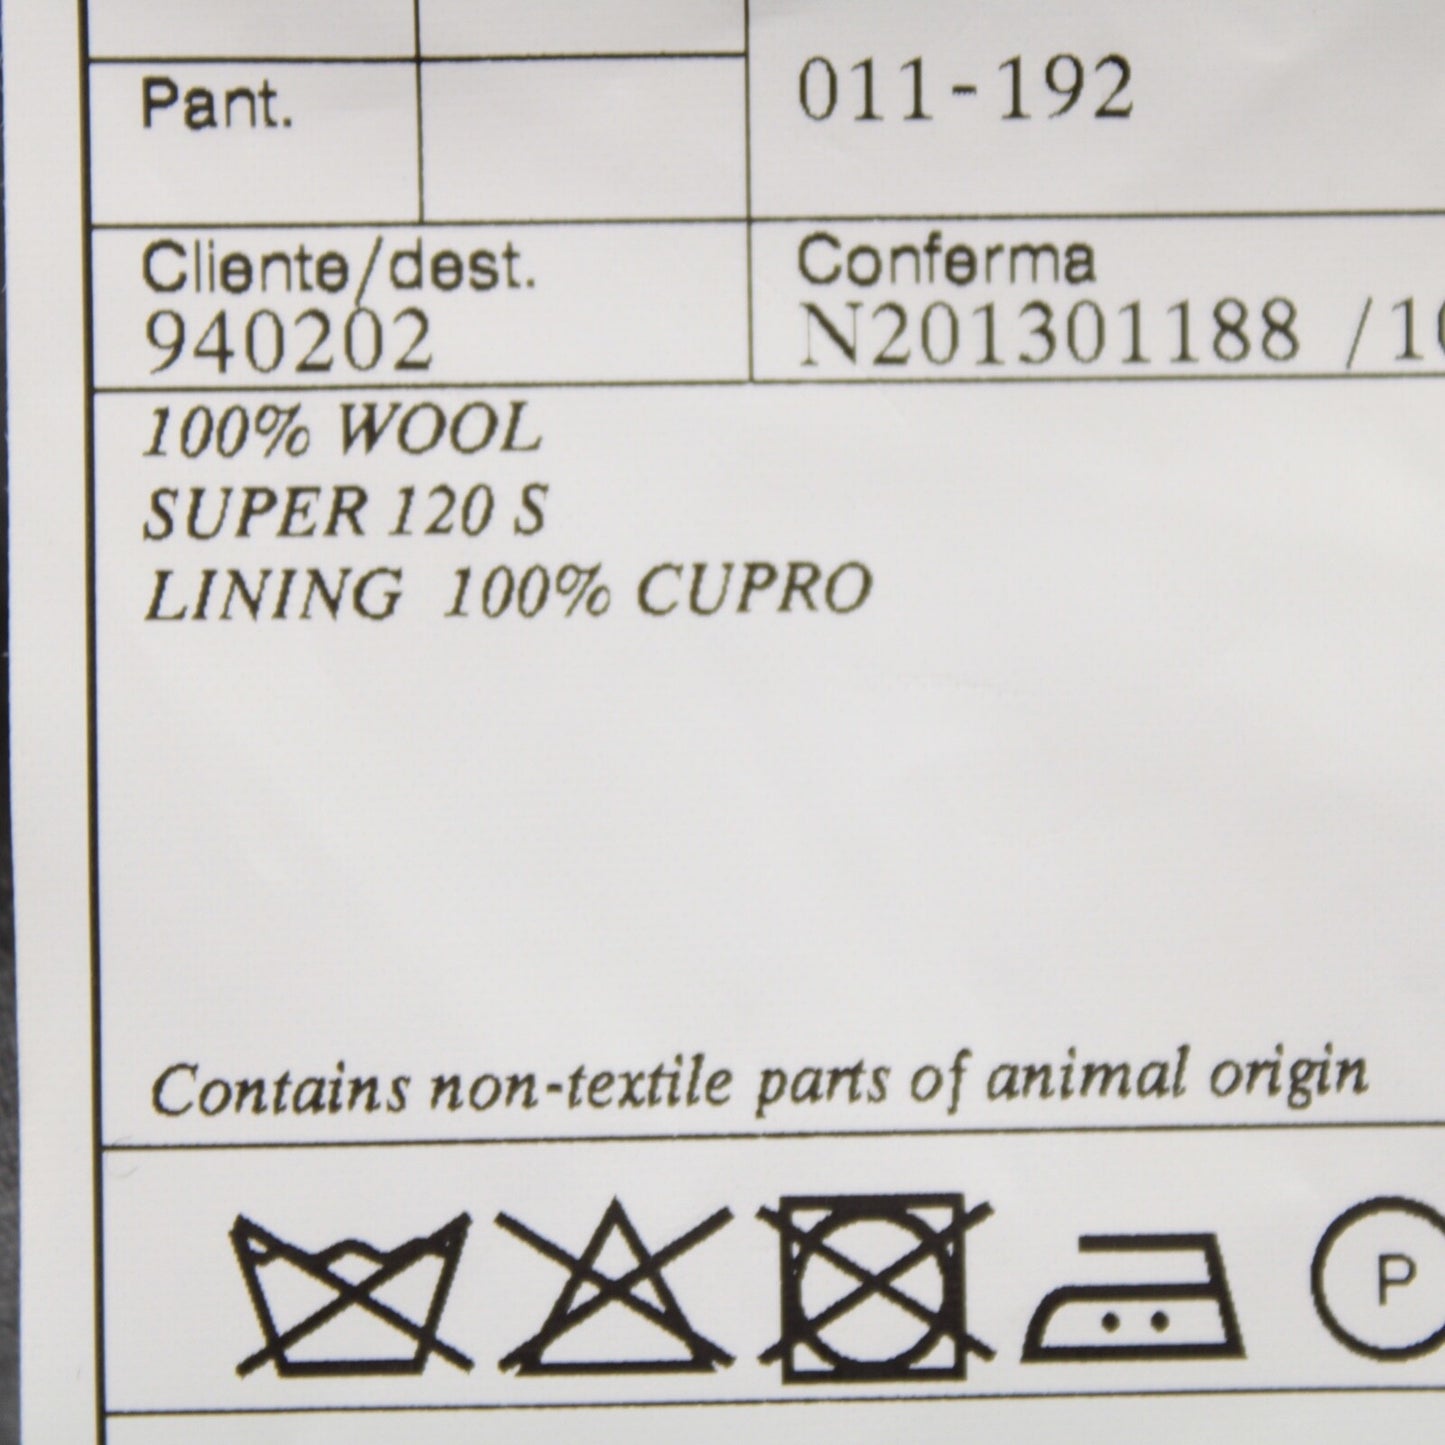 Pant.
011-192
Cliente/dest.
940202
Conferma
N201301188 /10
100% WOOL
SUPER 120 S
LINING 100% CUPRO
Contains non-textile parts of animal origin
P